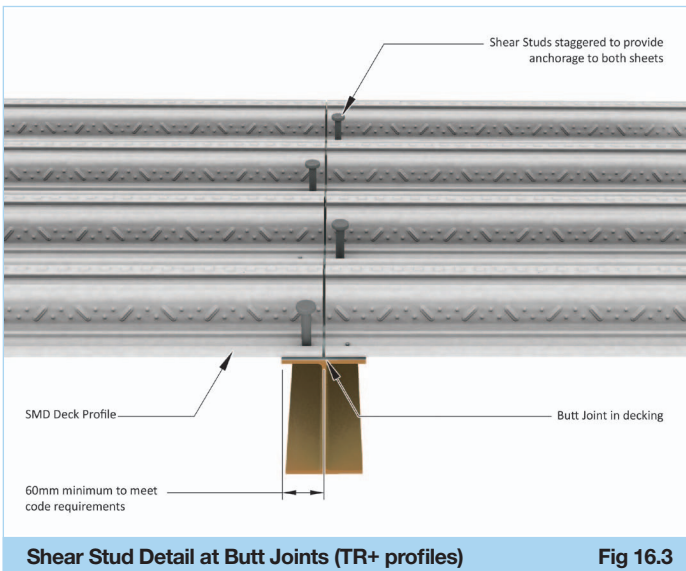 Shear Studs staggered to provide
anchorage to both sheets
SMD Deck Profile
Butt Joint in decking
60mm minimum to meet
code requirements
Shear Stud Detail at Butt Joints (TR+ profiles) Fig 16.3